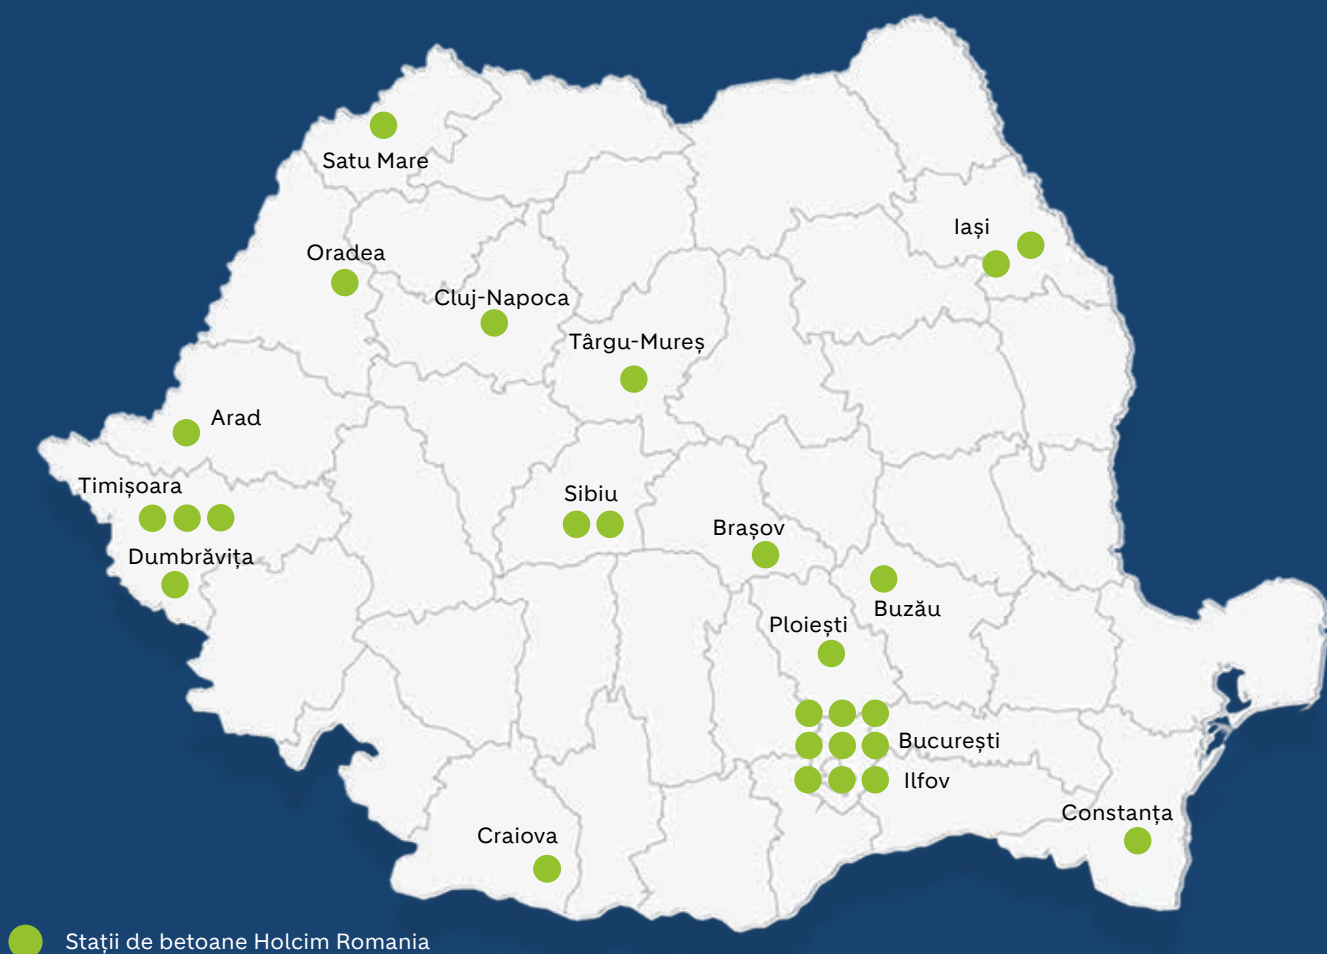 Satu Mare
Iași
Oradea
Cluj-Napoca
Târgu-Mureș
Arad
Timișoara
Sibiu
Brașov
Dumbrăvița
Buzău
Ploiești
București
Ilfov
Constanța
Craiova
Stații de betoane Holcim Romania